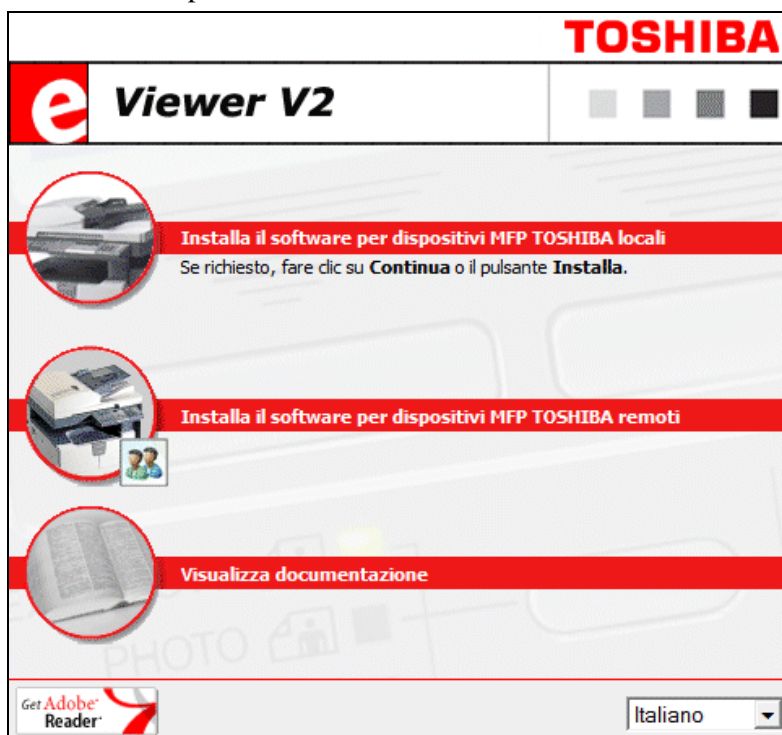 TOSHIBA
e Viewer V2
Installa il software per dispositivi MFP TOSHIBA locali
Se richiesto, fare clic su Continua o il pulsante Installa.
Installa il software per dispositivi MFP TOSHIBA remoti
Visualizza documentazione
PHOTO
Get Adobe
Reader
Italiano